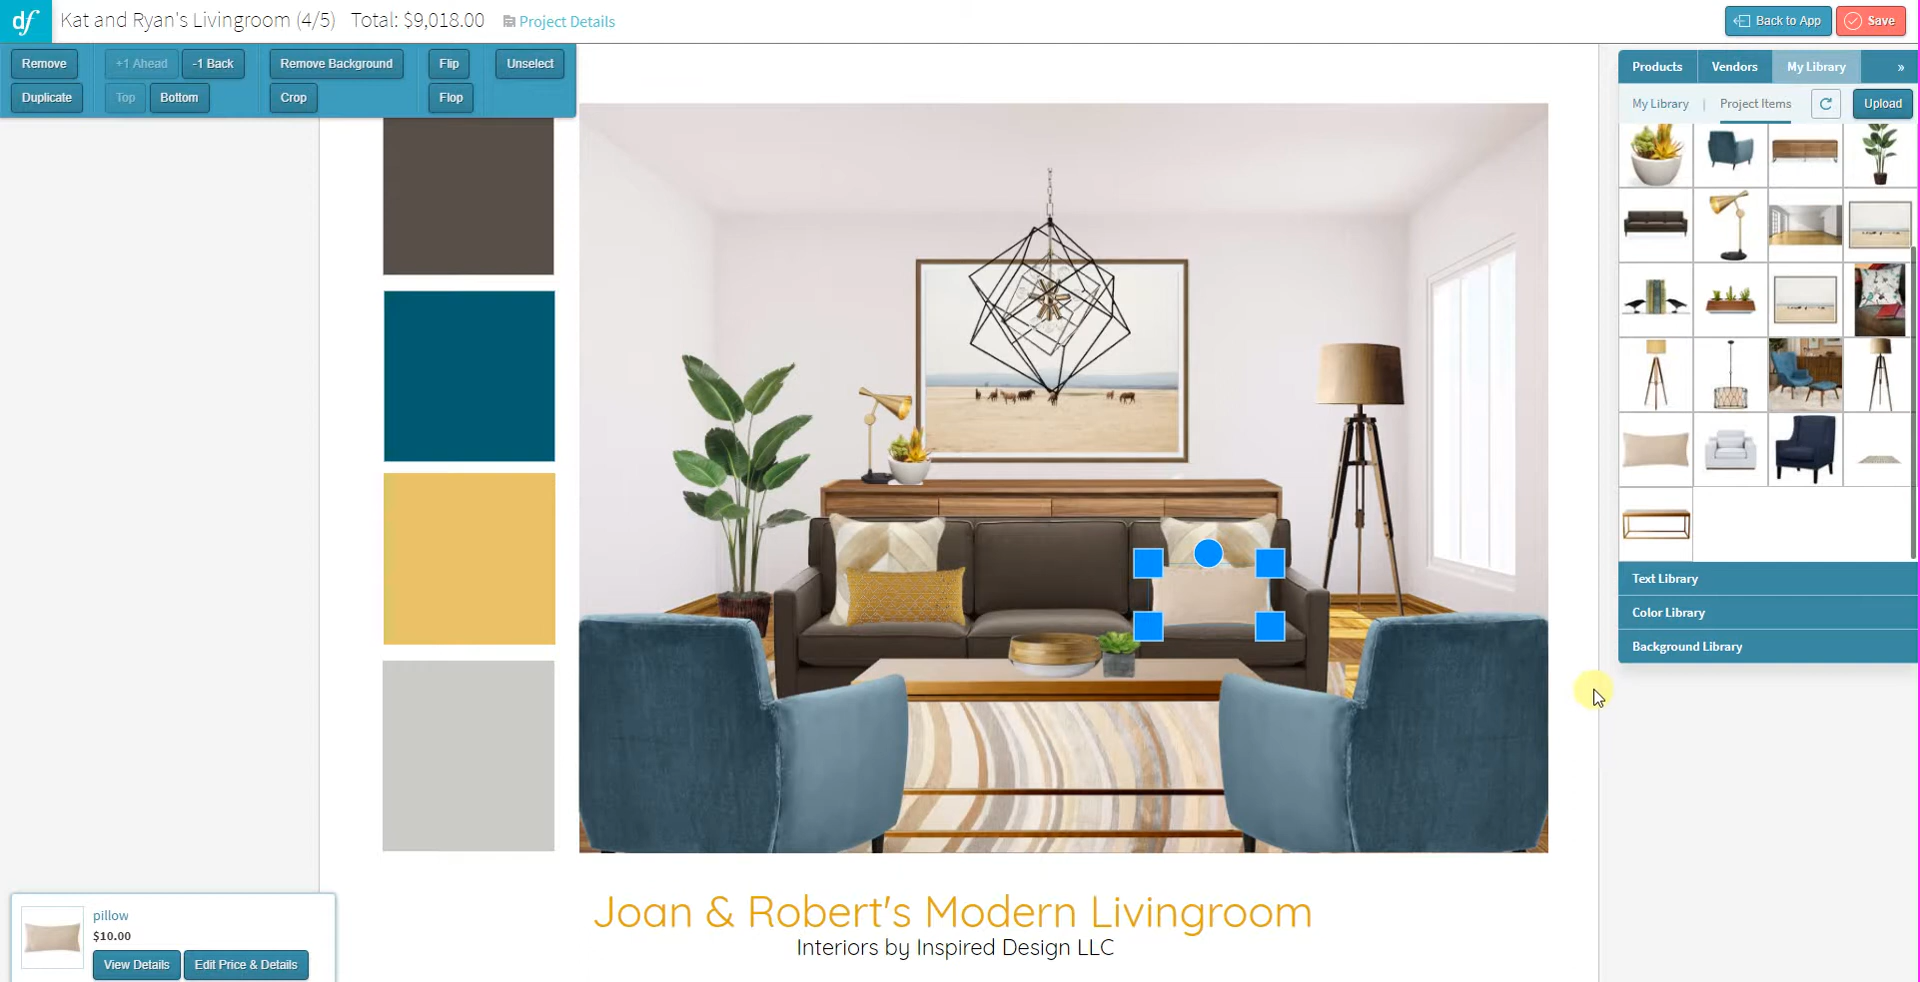 df Kat and Ryan's Livingroom (4/5) Total: $9,018.00 Project Details Back to App Save
Remove +1 Ahead -1 Back Remove Background Flip Unselect
Duplicate Top Bottom Crop Flop
Products Vendors My Library »
My Library | Project Items Upload
Text Library
Color Library
Background Library
Joan & Robert's Modern Livingroom
Interiors by Inspired Design LLC
pillow
$10.00
View Details Edit Price & Details